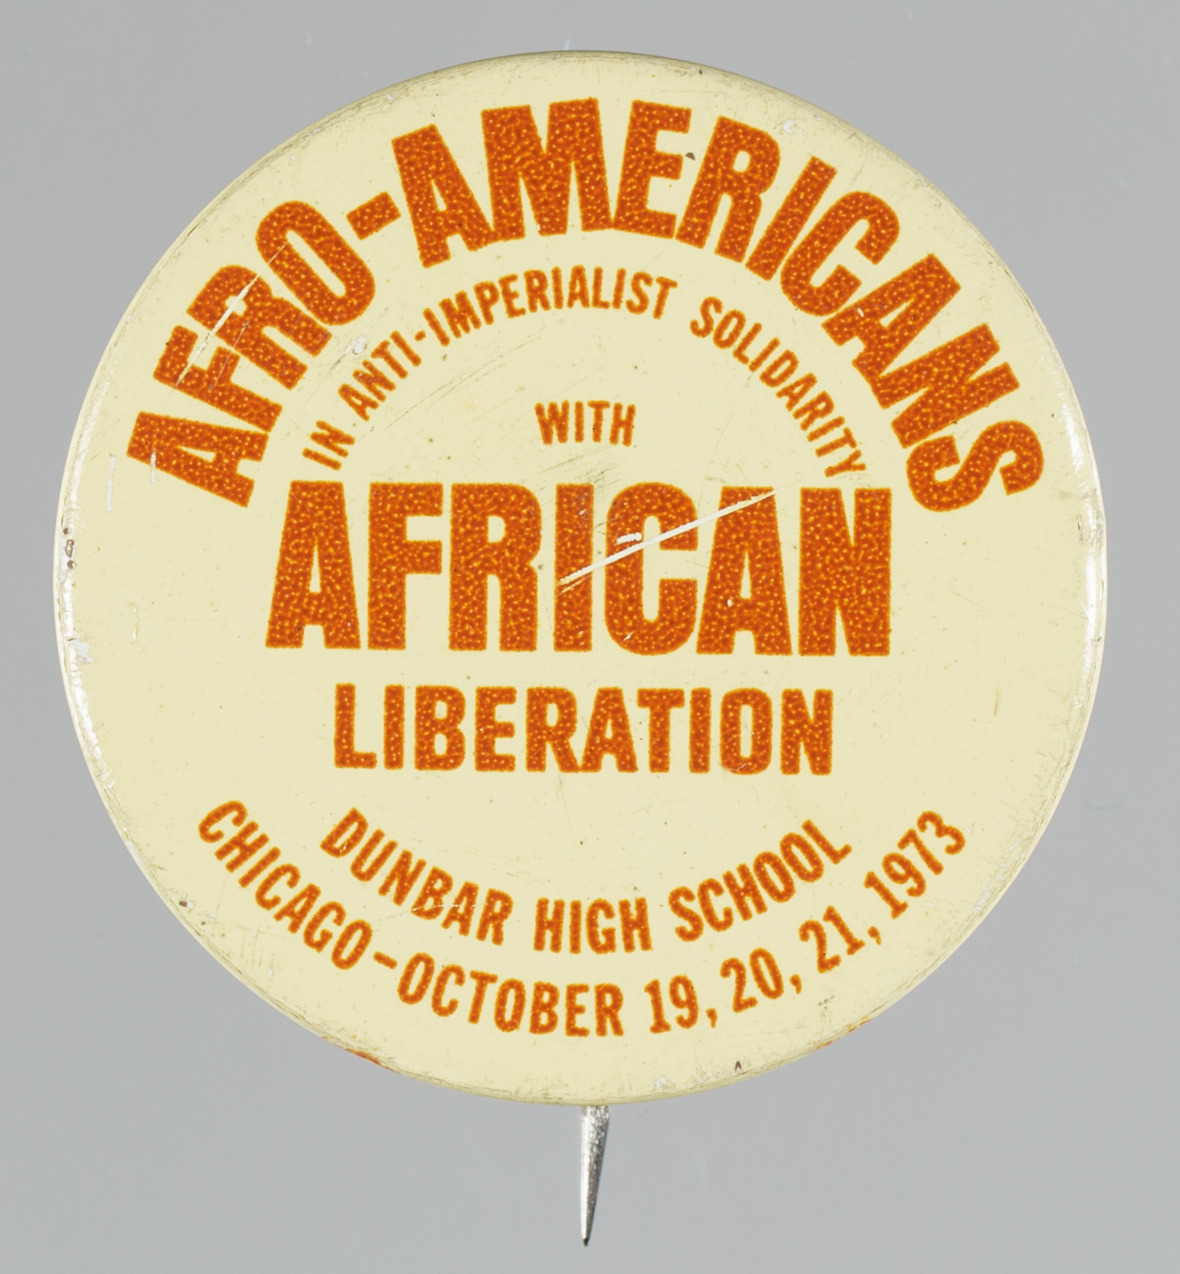 AFRO-AMERICANS
IN ANTI-IMPERIALIST SOLIDARITY
WITH
AFRICAN
LIBERATION
DUNBAR HIGH SCHOOL
CHICAGO-OCTOBER 19, 20, 21, 1973